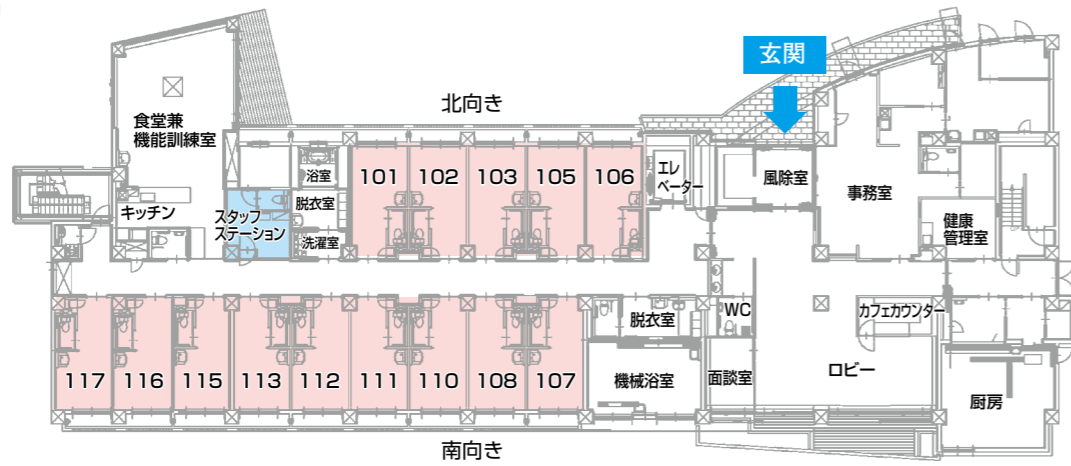 玄関
北向き
食堂兼
機能訓練室
浴室
101
102
103
105
106
エレ
ベーター
風除室
事務室
脱衣室
キッチン
スタッフ
ステーション
洗濯室
健康
管理室
117
116
115
113
112
111
110
108
107
脱衣室
WC
カフェカウンター
機械浴室
面談室
ロビー
厨房
南向き